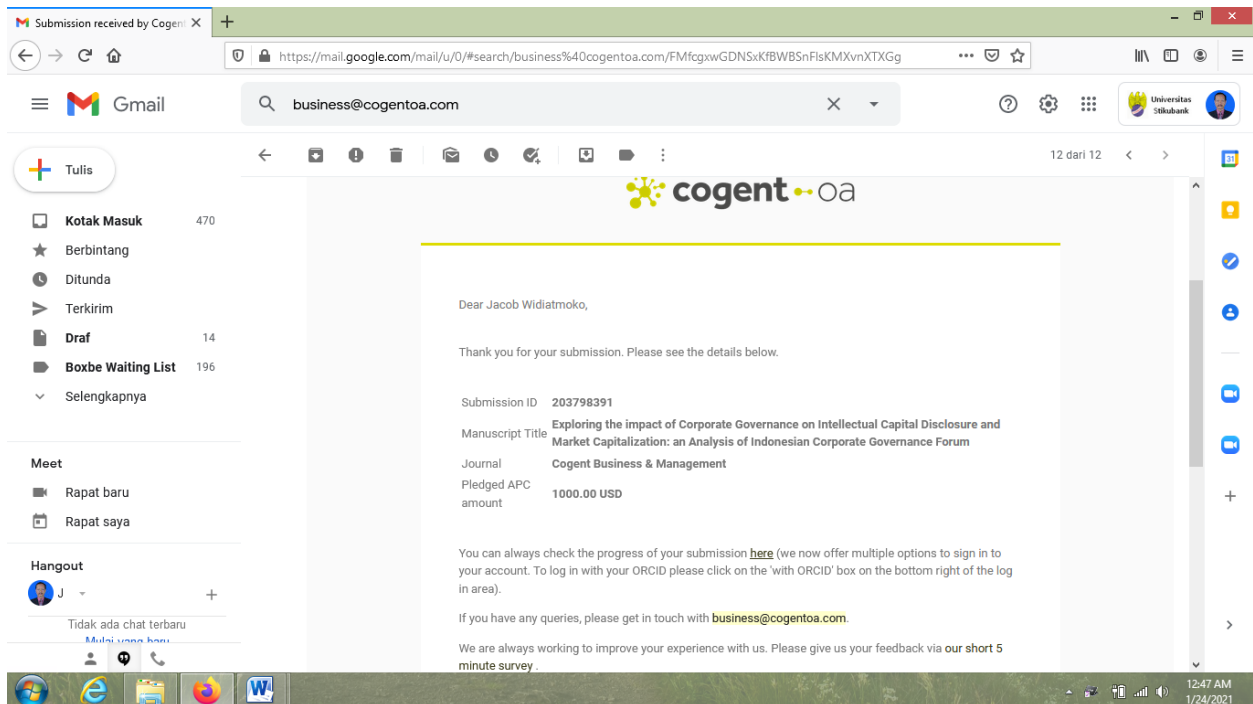 Submission received by Cogent
https://mail.google.com/mail/u/0/#search/business%40cogentoa.com/FMfcgxwGDNSxKfBWBSnFlsKMXvnXTXGg
Gmail
business@cogentoa.com
Universitas
Stikubank
Tulis
12 dari 12
31
cogent oa
Kotak Masuk 470
Berbintang
Ditunda
Terkirim
Draf 14
Boxbe Waiting List 196
Selengkapnya
Meet
Rapat baru
Rapat saya
Hangout
J
Tidak ada chat terbaru
Mulai yang baru
Dear Jacob Widiatmoko,
Thank you for your submission. Please see the details below.
Submission ID 203798391
Manuscript Title Exploring the impact of Corporate Governance on Intellectual Capital Disclosure and
Market Capitalization: an Analysis of Indonesian Corporate Governance Forum
Journal Cogent Business & Management
Pledged APC
amount 1000.00 USD
You can always check the progress of your submission here (we now offer multiple options to sign in to
your account. To log in with your ORCID please click on the 'with ORCID' box on the bottom right of the log
in area).
If you have any queries, please get in touch with business@cogentoa.com.
We are always working to improve your experience with us. Please give us your feedback via our short 5
minute survey .
12:47 AM
1/24/2021